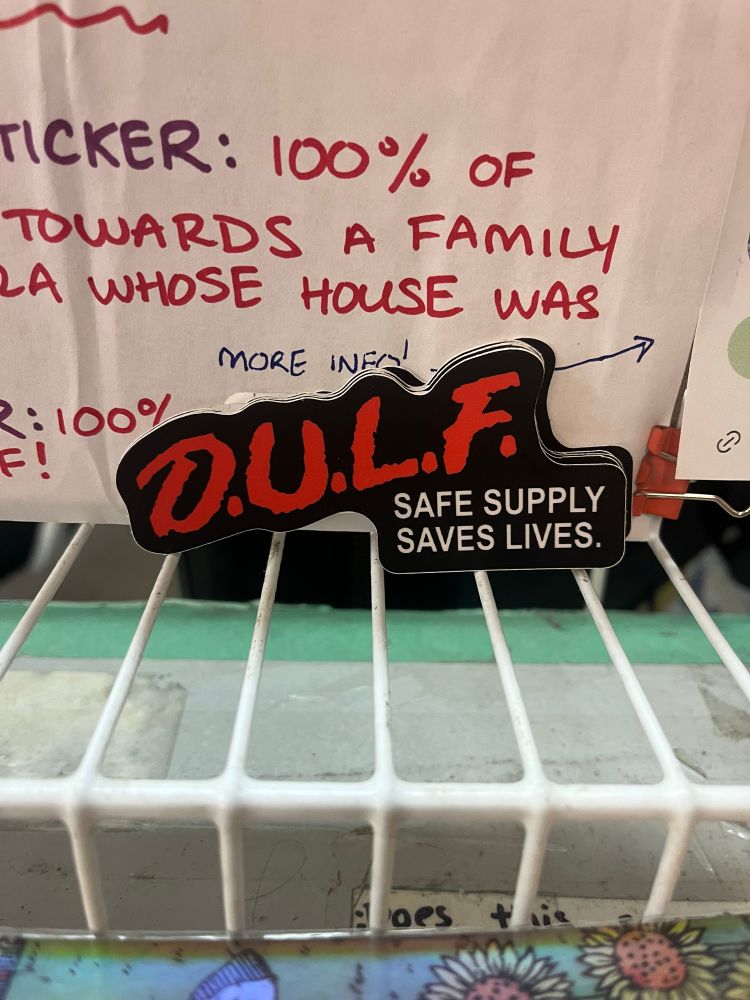 TICKER: 100% OF
TOWARDS A FAMILY
RA WHOSE HOUSE WAS
MORE INFO!
R: 100%
F!
D.U.L.F.
SAFE SUPPLY
SAVES LIVES.
Does this